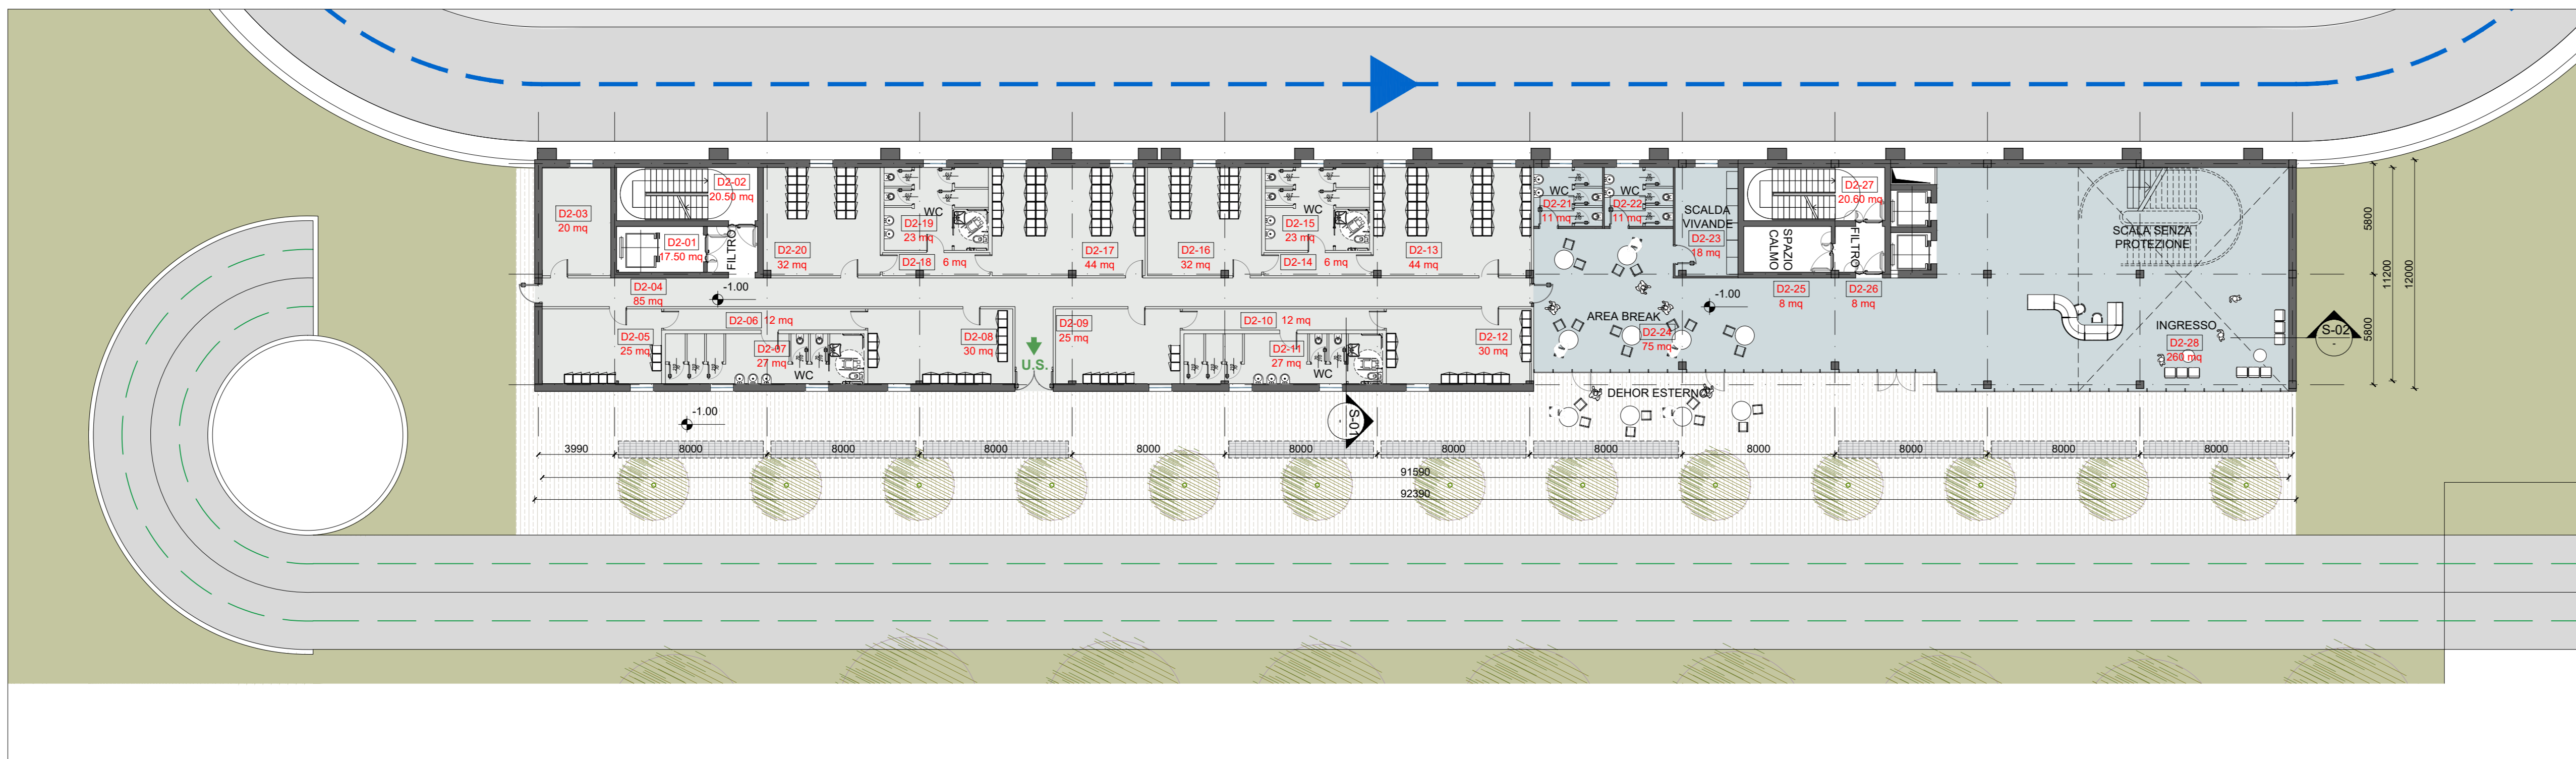 D2-03
20 mq
D2-02
20.50 mq
D2-01
17.50 mq
FILTRO
D2-20
32 mq
WC
D2-19
23 mq
D2-18
6 mq
D2-17
44 mq
D2-16
32 mq
WC
D2-15
23 mq
D2-14
6 mq
D2-13
44 mq
WC
D2-21
11 mq
WC
D2-22
11 mq
SCALDA
VIVANDE
D2-23
18 mq
D2-27
20.60 mq
SPAZIO
CALMO
FILTRO
D2-25
8 mq
D2-26
8 mq
SCALA SENZA
PROTEZIONE
D2-04
85 mq
-1.00
-1.00
D2-05
25 mq
D2-06
12 mq
D2-07
27 mq
WC
D2-08
30 mq
U.S.
D2-09
25 mq
D2-10
12 mq
D2-11
27 mq
WC
D2-12
30 mq
AREA BREAK
D2-24
75 mq
INGRESSO
D2-28
260 mq
S-02
-
5800
5800
11200
12000
-1.00
S-01
-
DEHOR ESTERNO
3990
8000
8000
8000
8000
8000
8000
8000
8000
8000
8000
8000
91590
92390